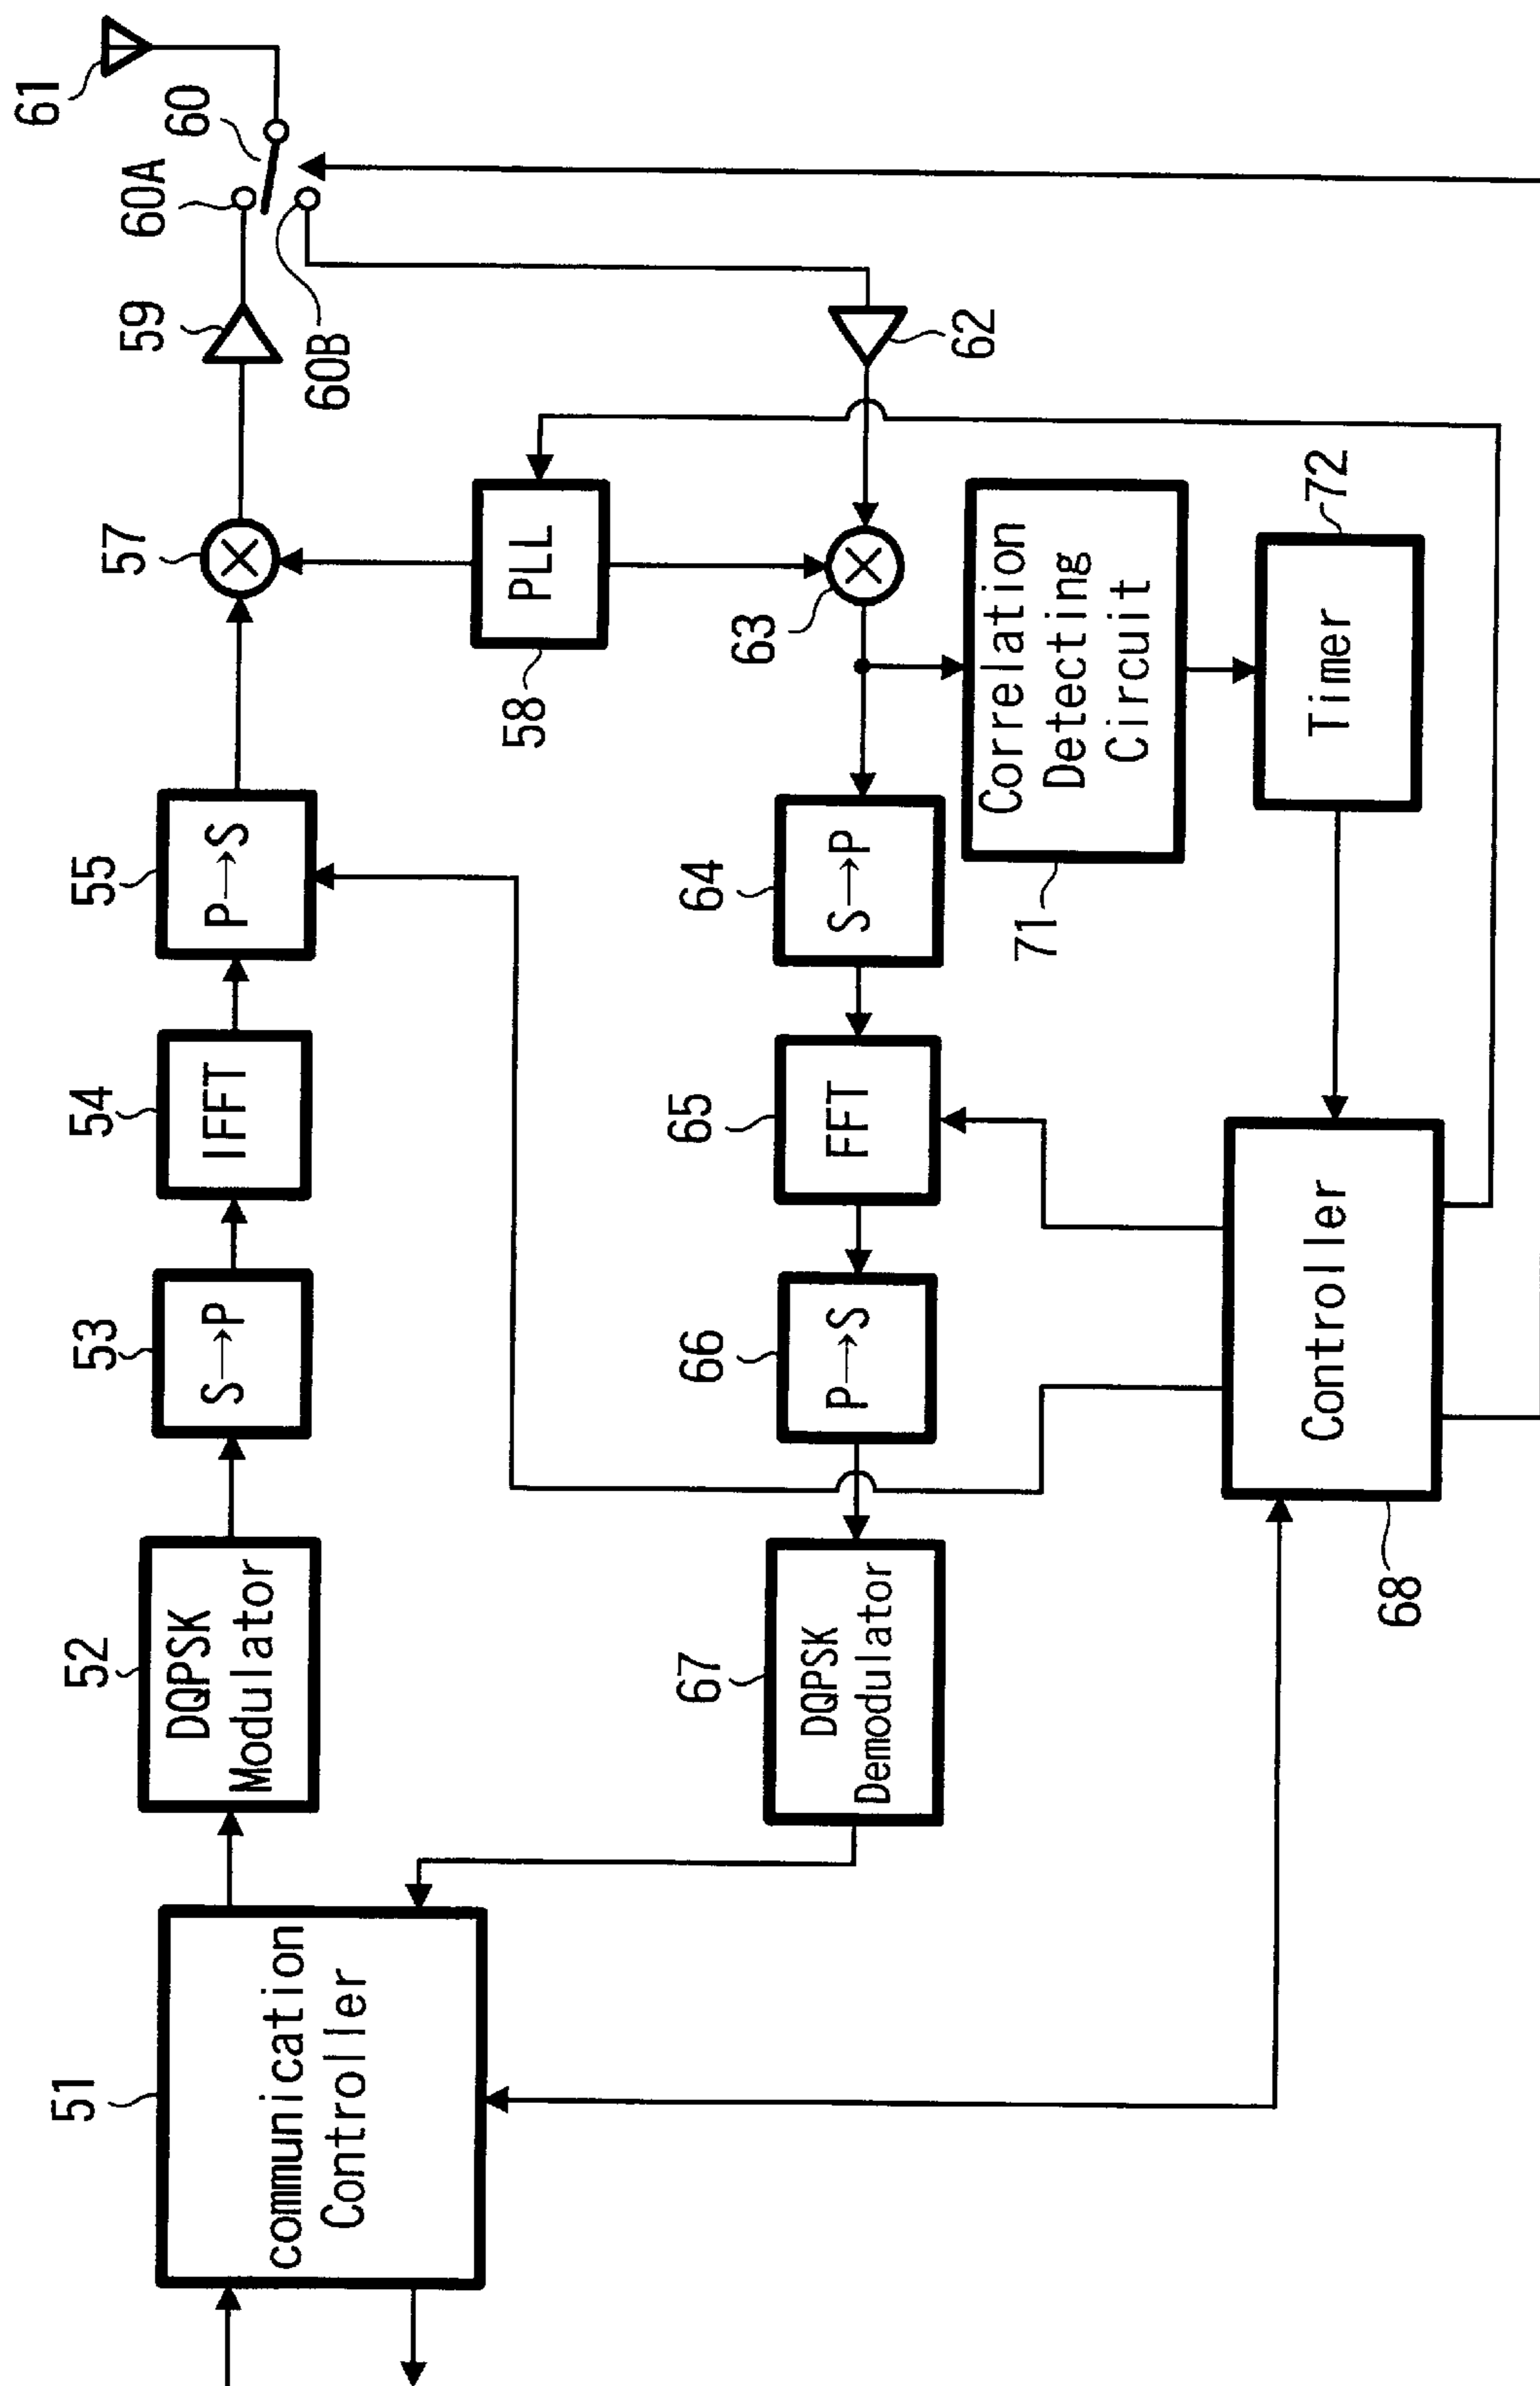 51
communication
Controller
52
DQPSK
Modulator
53
S→P
54
IFFT
55
P→S
57
59
60A
60
61
60B
58
PLL
62
63
64
S→P
65
FFT
66
P→S
67
DQPSK
Demodulator
71
Correlation
Detecting
Circuit
72
Timer
68
Controller